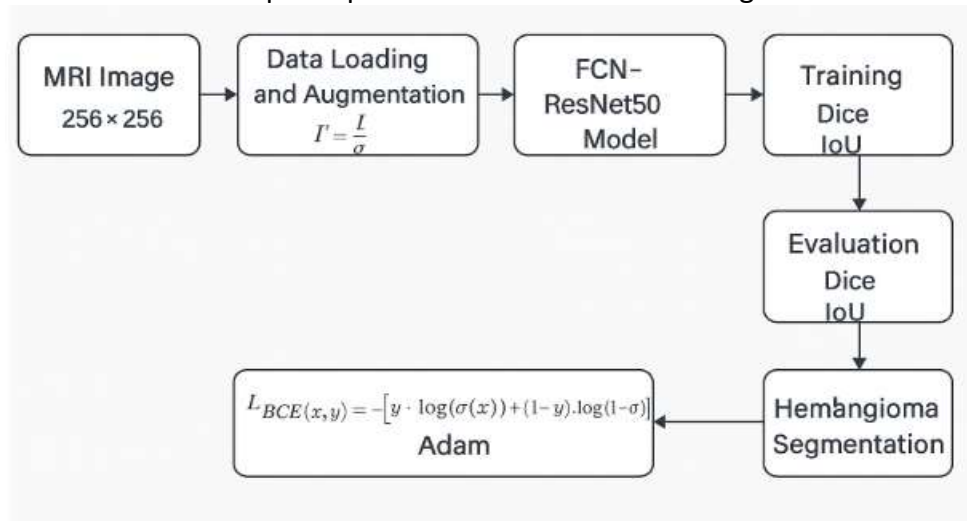 MRI Image
256 × 256
Data Loading
and Augmentation
I' = I/σ
FCN-
ResNet50
Model
Training
Dice
IoU
Evaluation
Dice
IoU
Hemangioma
Segmentation
L_BCE(x,y) = -[y · log(σ(x))+(1-y).log(1-σ)]
Adam